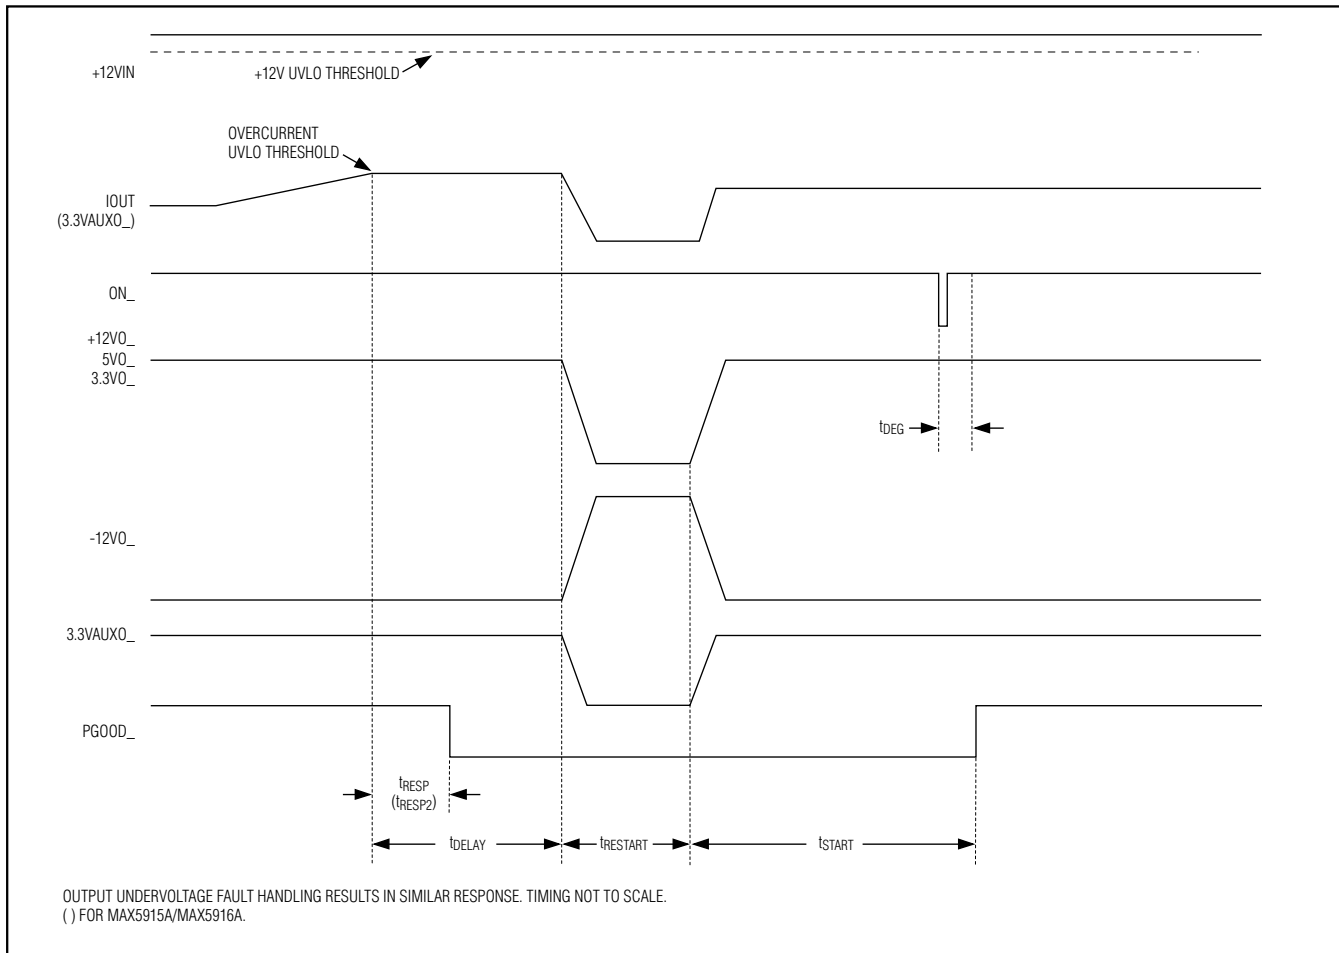 +12VIN
+12V UVLO THRESHOLD
OVERCURRENT
UVLO THRESHOLD
IOUT
(3.3VAUXO_)
ON_
+12VO_
5VO_
3.3VO_
tDEG
-12VO_
3.3VAUXO_
PGOOD_
tRESP
(tRESP2)
tDELAY
tRESTART
tSTART
OUTPUT UNDERVOLTAGE FAULT HANDLING RESULTS IN SIMILAR RESPONSE. TIMING NOT TO SCALE.
( ) FOR MAX5915A/MAX5916A.